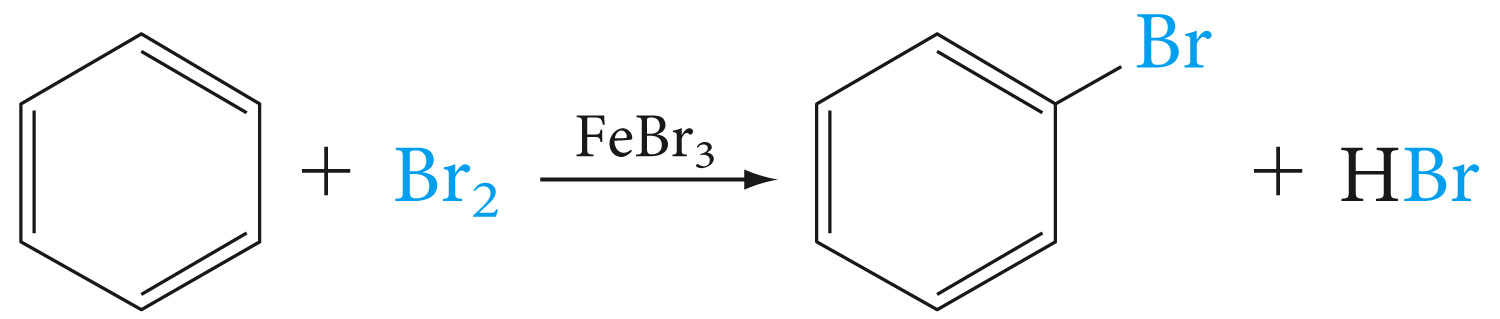 + Br₂ FeBr₃ Br + HBr